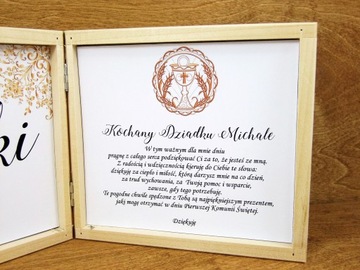 ki
Kochany Dziadku Michale
W tym ważnym dla mnie dniu
pragnę z całego serca podziękować Ci za to, że jesteś ze mną.
Z radością i wdzięcznością kieruję do Ciebie te słowa:
dziękuję za ciepło i miłość, którą darzysz mnie na co dzień,
za trud wychowania, za Twoją pomoc i wsparcie,
zawsze, gdy tego potrzebuję.
Te pogodne chwile spędzone z Tobą są najpiękniejszym prezentem,
jaki mogę otrzymać w dniu Pierwszej Komunii Świętej.
Dziękuję